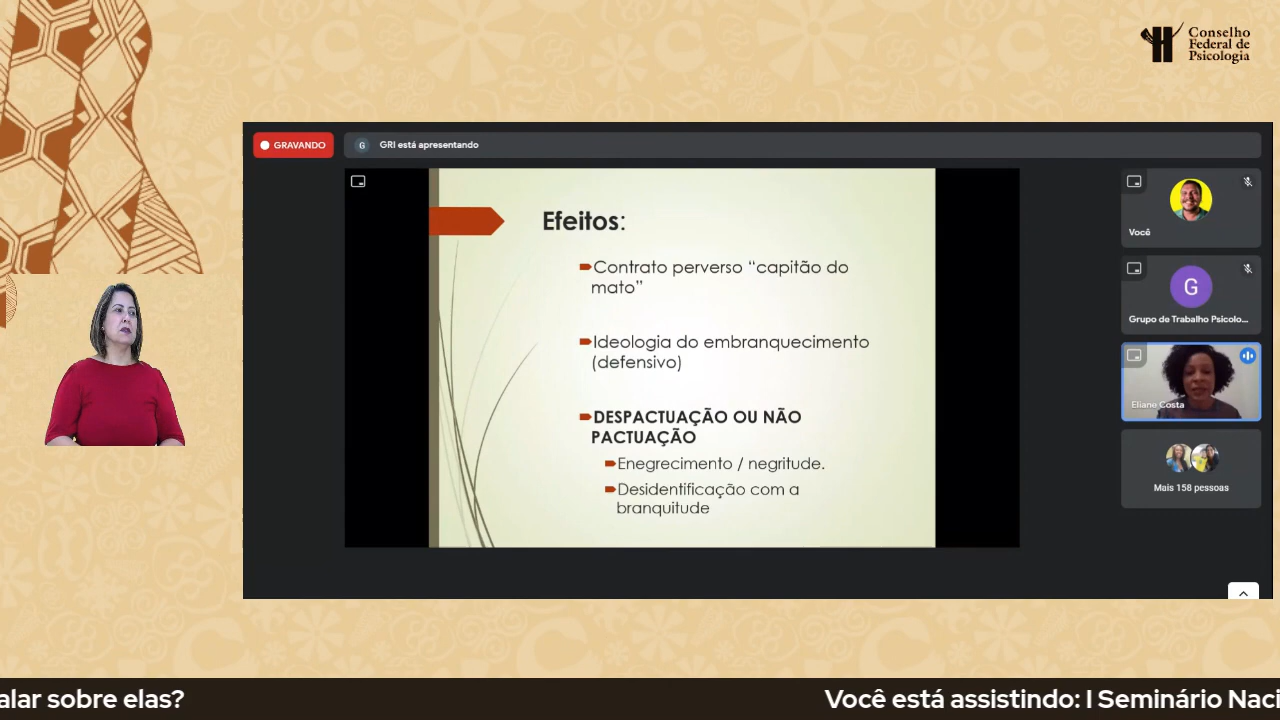 Conselho
Federal de
Psicologia
GRAVANDO
G
GRI está apresentando
Efeitos:
Contrato perverso “capitão do
mato”
Ideologia do embranquecimento
(defensivo)
DESPACTUAÇÃO OU NÃO
PACTUAÇÃO
Enegrecimento / negritude.
Desidentificação com a
branquitude
Você
G
Grupo de Trabalho Psicolo...
Eliane Costa
Mais 158 pessoas
alar sobre elas?
Você está assistindo: I Seminário Naci